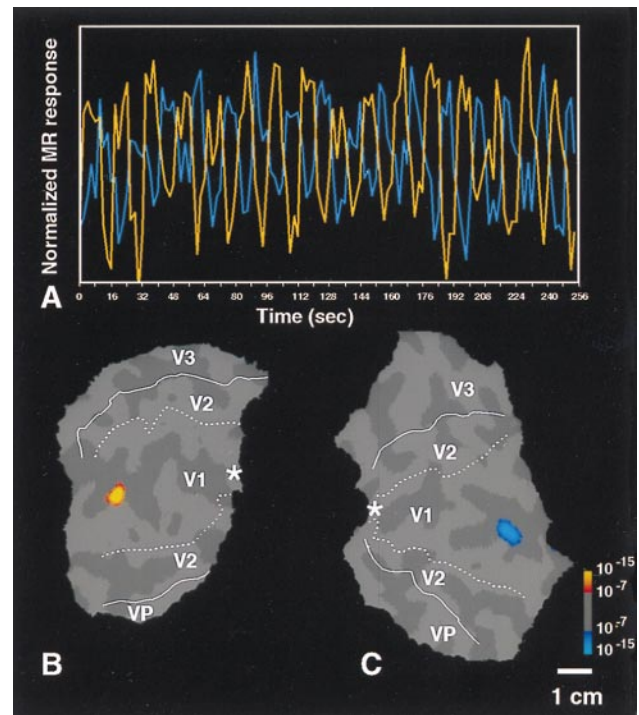 Normalized MR response
A
0 16 32 48 64 80 96 112 128 144 160 176 192 208 224 240 256
Time (sec)
V3
V2
V1
*
V2
VP
B
V3
V2
V1
*
V2
VP
C
10 -15
10 -7
10 -7
10 -15
1 cm